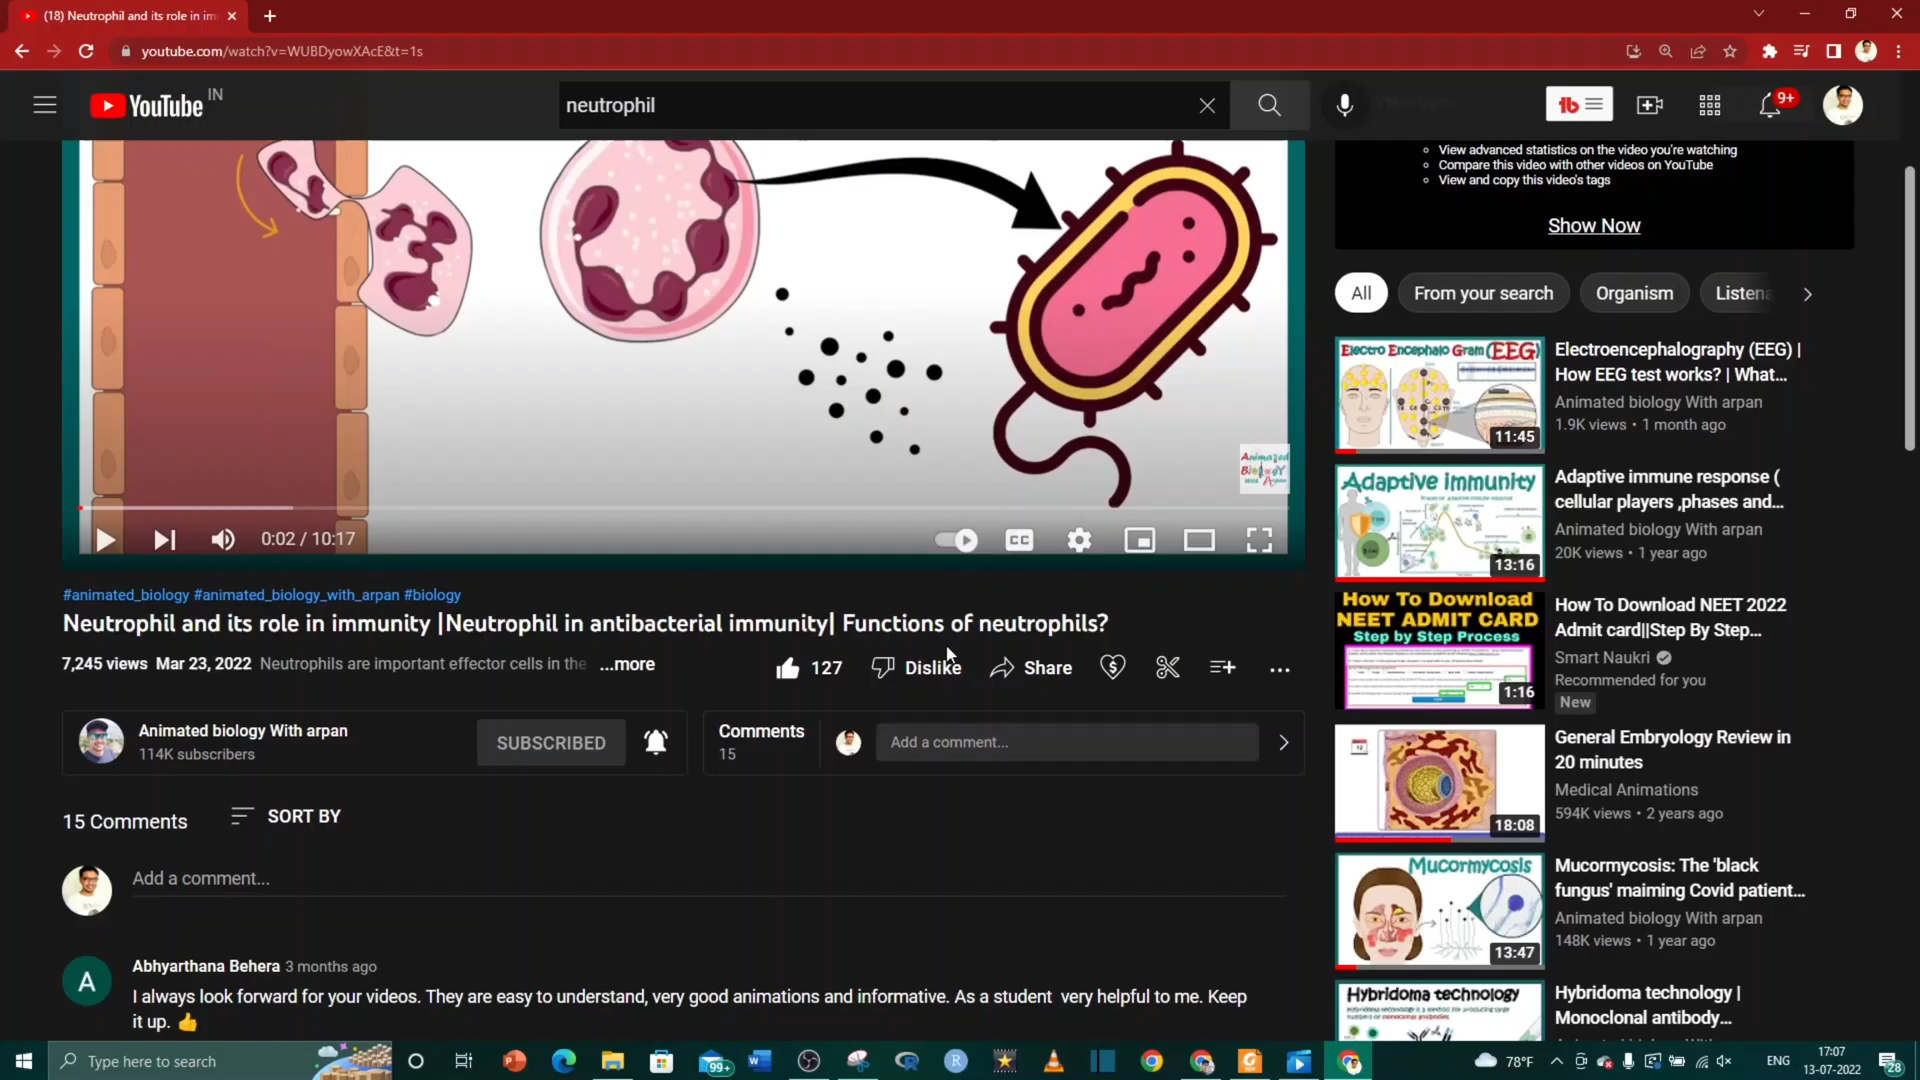 (18) Neutrophil and its role in im
youtube.com/watch?v=WUBDyowXAcE&t=1s
YouTube IN
neutrophil
9+
View advanced statistics on the video you're watching
Compare this video with other videos on YouTube
View and copy this video's tags
Show Now
All
From your search
Organism
Listena
Animated
Biology
With Arpan
0:02 / 10:17
CC
#animated_biology #animated_biology_with_arpan #biology
Neutrophil and its role in immunity |Neutrophil in antibacterial immunity| Functions of neutrophils?
7,245 views Mar 23, 2022 Neutrophils are important effector cells in the ...more
127
Dislike
Share
Animated biology With arpan
114K subscribers
SUBSCRIBED
Comments
15
Add a comment...
15 Comments
SORT BY
Add a comment...
A
Abhyarthana Behera 3 months ago
I always look forward for your videos. They are easy to understand, very good animations and informative. As a student very helpful to me. Keep
it up. 👍
Electro Encephalo Gram (EEG)
11:45
Electroencephalography (EEG) |
How EEG test works? | What...
Animated biology With arpan
1.9K views • 1 month ago
Adaptive immunity
13:16
Adaptive immune response (
cellular players ,phases and...
Animated biology With arpan
20K views • 1 year ago
How To Download
NEET ADMIT CARD
Step by Step Process
1:16
How To Download NEET 2022
Admit card||Step By Step...
Smart Naukri
Recommended for you
New
18:08
General Embryology Review in
20 minutes
Medical Animations
594K views • 2 years ago
Mucormycosis
13:47
Mucormycosis: The 'black
fungus' maiming Covid patient...
Animated biology With arpan
148K views • 1 year ago
Hybridoma technology
Hybridoma technology |
Monoclonal antibody...
Type here to search
99+
78°F
ENG
17:07
13-07-2022
28